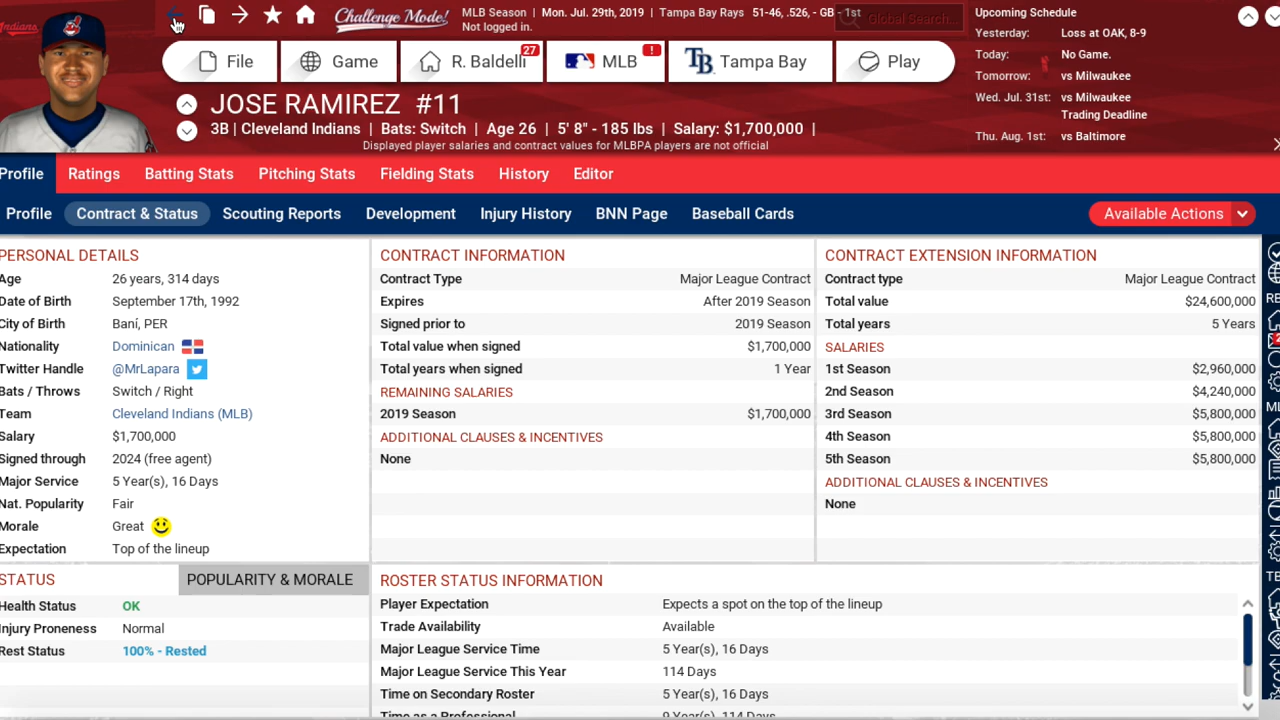 Indians
Challenge Mode!
MLB Season | Mon. Jul. 29th, 2019 | Tampa Bay Rays 51-46, .526, - GB - 1st
Not logged in.
Global Search...
File
Game
R. Baldelli 27
MLB !
TB Tampa Bay
Play
Upcoming Schedule
Yesterday: Loss at OAK, 8-9
Today: No Game.
Tomorrow: vs Milwaukee
Wed. Jul. 31st: vs Milwaukee
Trading Deadline
Thu. Aug. 1st: vs Baltimore
JOSE RAMIREZ #11
3B | Cleveland Indians | Bats: Switch | Age 26 | 5' 8" - 185 lbs | Salary: $1,700,000 |
Displayed player salaries and contract values for MLBPA players are not official
Profile Ratings Batting Stats Pitching Stats Fielding Stats History Editor
Profile Contract & Status Scouting Reports Development Injury History BNN Page Baseball Cards Available Actions
PERSONAL DETAILS
Age 26 years, 314 days
Date of Birth September 17th, 1992
City of Birth Baní, PER
Nationality Dominican
Twitter Handle @MrLapara
Bats / Throws Switch / Right
Team Cleveland Indians (MLB)
Salary $1,700,000
Signed through 2024 (free agent)
Major Service 5 Year(s), 16 Days
Nat. Popularity Fair
Morale Great
Expectation Top of the lineup
STATUS POPULARITY & MORALE
Health Status OK
Injury Proneness Normal
Rest Status 100% - Rested
CONTRACT INFORMATION
Contract Type Major League Contract
Expires After 2019 Season
Signed prior to 2019 Season
Total value when signed $1,700,000
Total years when signed 1 Year
REMAINING SALARIES
2019 Season $1,700,000
ADDITIONAL CLAUSES & INCENTIVES
None
CONTRACT EXTENSION INFORMATION
Contract type Major League Contract
Total value $24,600,000
Total years 5 Years
SALARIES
1st Season $2,960,000
2nd Season $4,240,000
3rd Season $5,800,000
4th Season $5,800,000
5th Season $5,800,000
ADDITIONAL CLAUSES & INCENTIVES
None
ROSTER STATUS INFORMATION
Player Expectation Expects a spot on the top of the lineup
Trade Availability Available
Major League Service Time 5 Year(s), 16 Days
Major League Service This Year 114 Days
Time on Secondary Roster 5 Year(s), 16 Days
Time as a Professional 9 Year(s), 114 Days